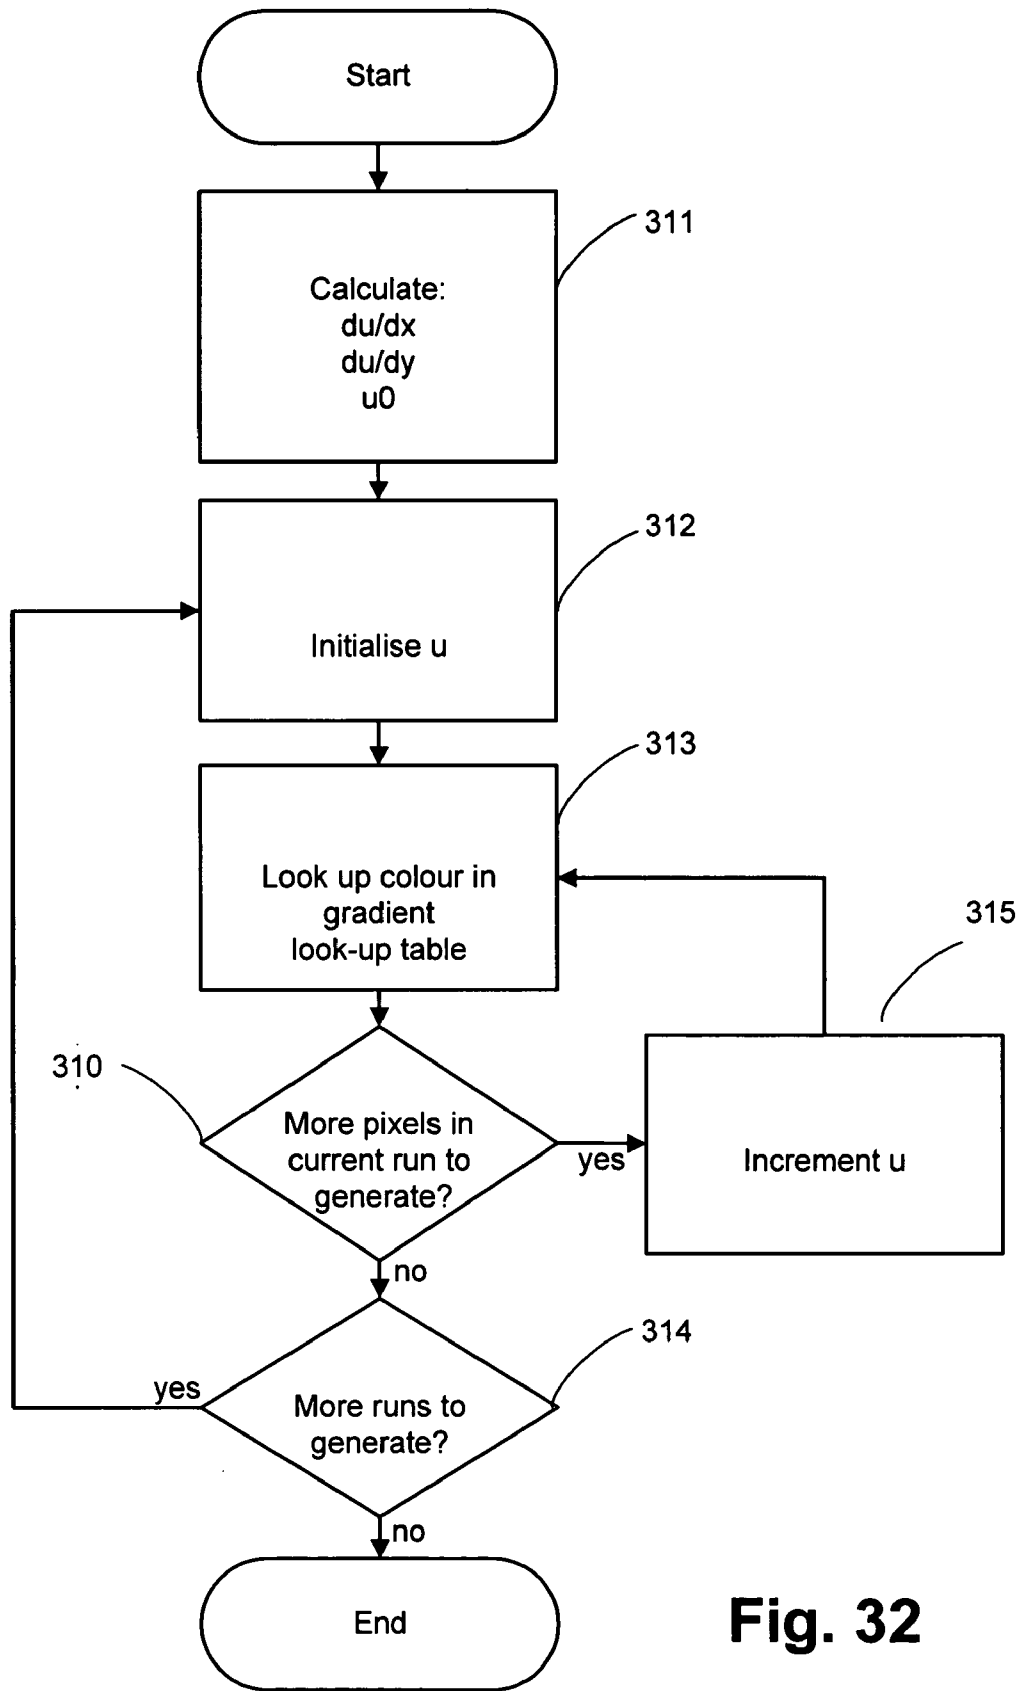 Start
311
Calculate:
du/dx
du/dy
u0
312
Initialise u
313
Look up colour in
gradient
look-up table
315
310
More pixels in
current run to
generate?
yes
Increment u
no
314
yes
More runs to
generate?
no
End
Fig. 32